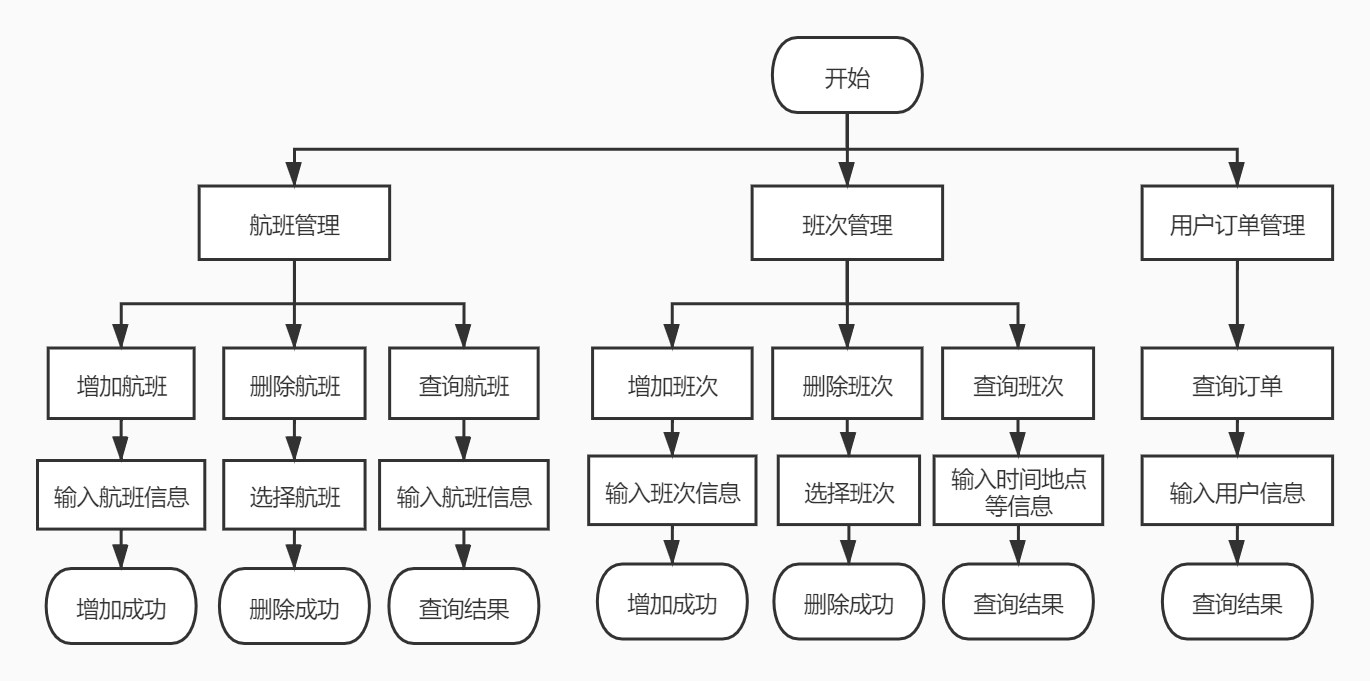 开始
航班管理
班次管理
用户订单管理
增加航班
删除航班
查询航班
增加班次
删除班次
查询班次
查询订单
输入航班信息
选择航班
输入航班信息
输入班次信息
选择班次
输入时间地点
等信息
输入用户信息
增加成功
删除成功
查询结果
增加成功
删除成功
查询结果
查询结果